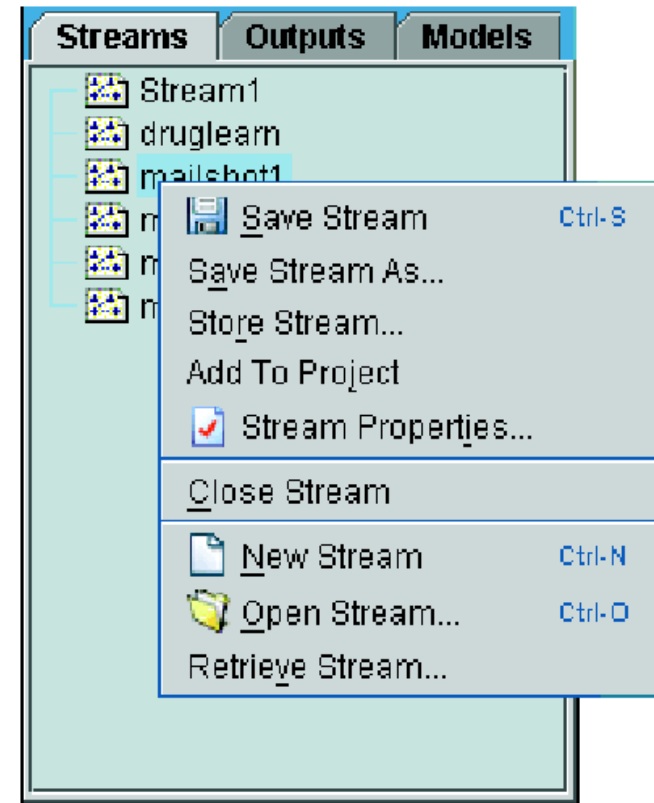 Streams Outputs Models
Stream1
druglearn
mailshot1
Save Stream Ctrl-S
Save Stream As...
Store Stream...
Add To Project
Stream Properties...
Close Stream
New Stream Ctrl-N
Open Stream... Ctrl-O
Retrieve Stream...